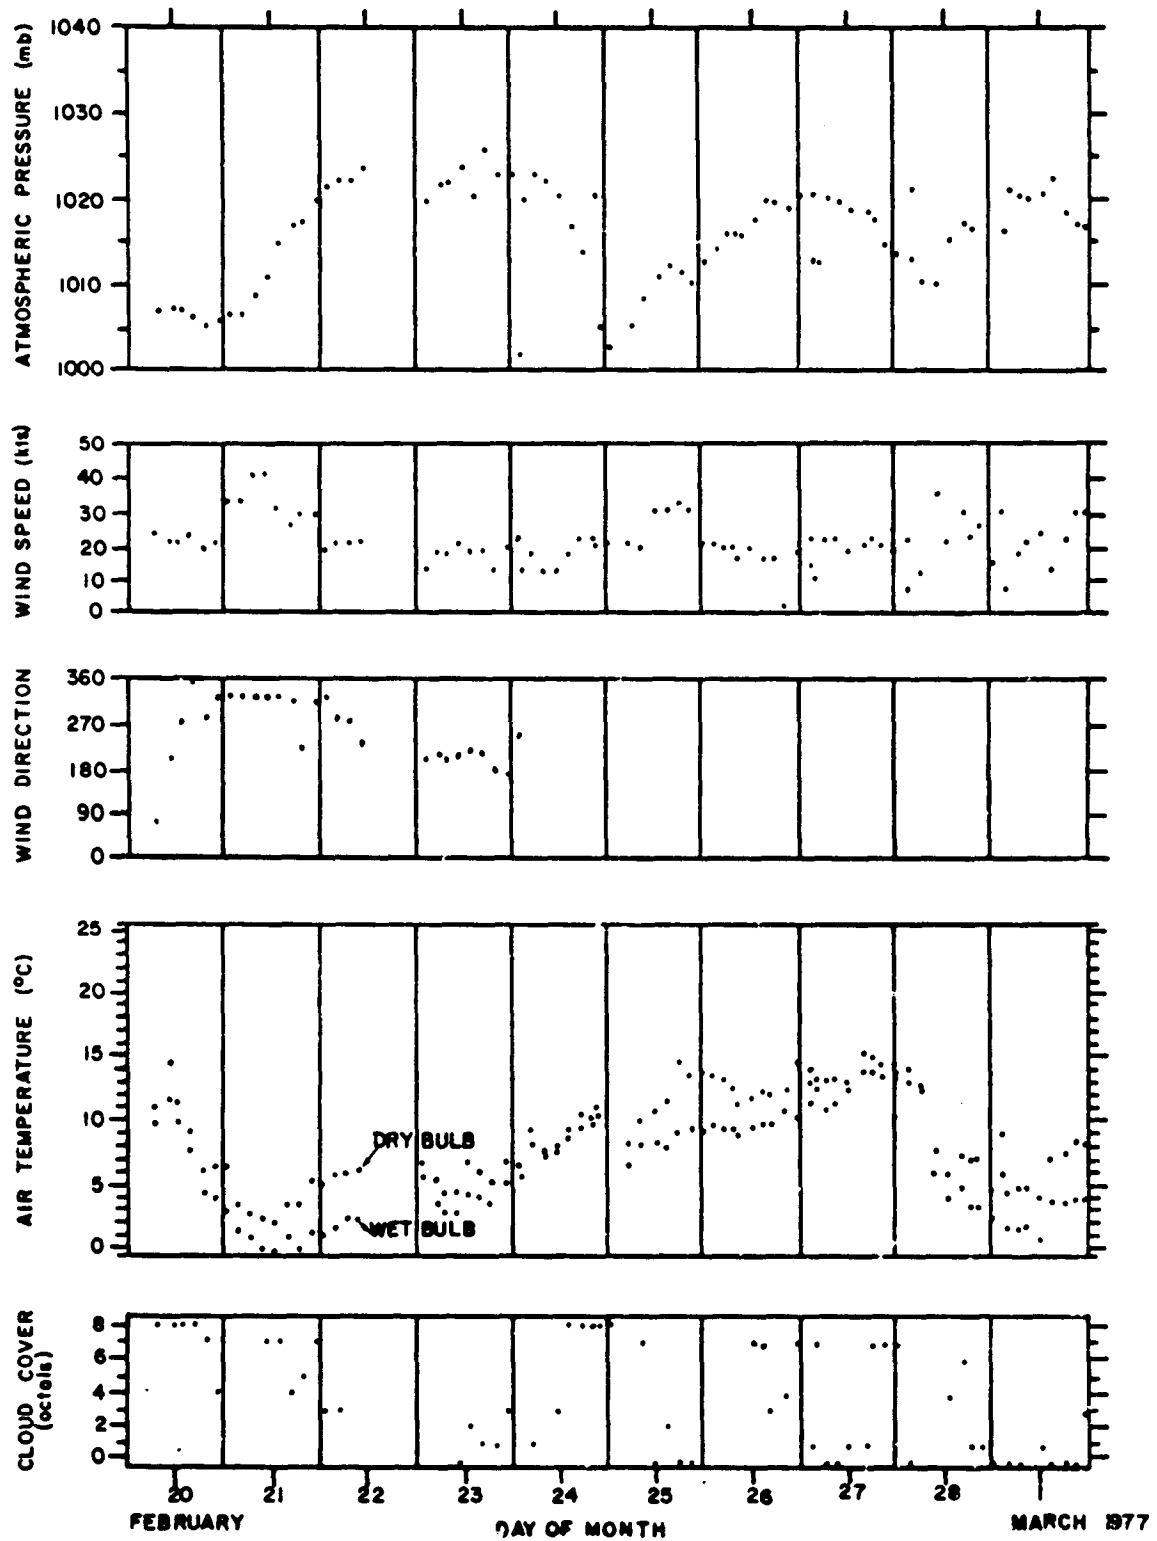 ATMOSPHERIC PRESSURE (mb)
1040
1030
1020
1010
1000
WIND SPEED (kts)
50
40
30
20
10
0
WIND DIRECTION
360
270
180
90
0
AIR TEMPERATURE (°C)
25
20
15
10
5
0
DRY BULB
WET BULB
CLOUD COVER
(octals)
8
6
4
2
0
20 21 22 23 24 25 26 27 28 1
FEBRUARY DAY OF MONTH MARCH 1977